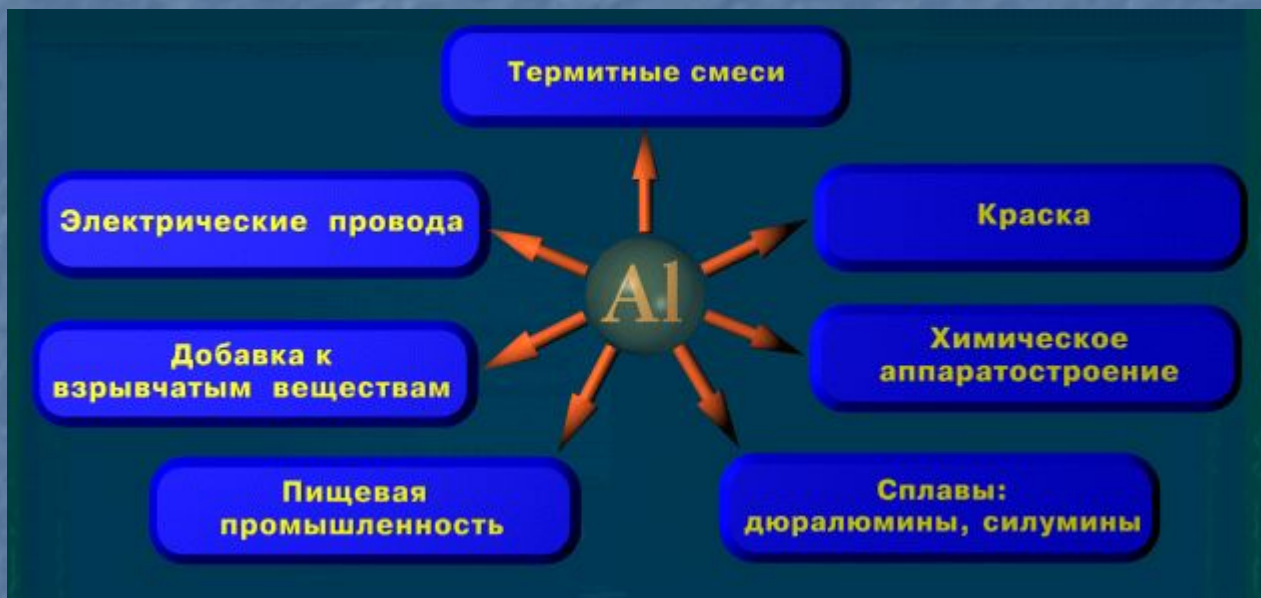 Термитные смеси
Электрические провода
Краска
Al
Добавка к
взрывчатым веществам
Химическое
аппаратостроение
Пищевая
промышленность
Сплавы:
дюралюмины, силумины